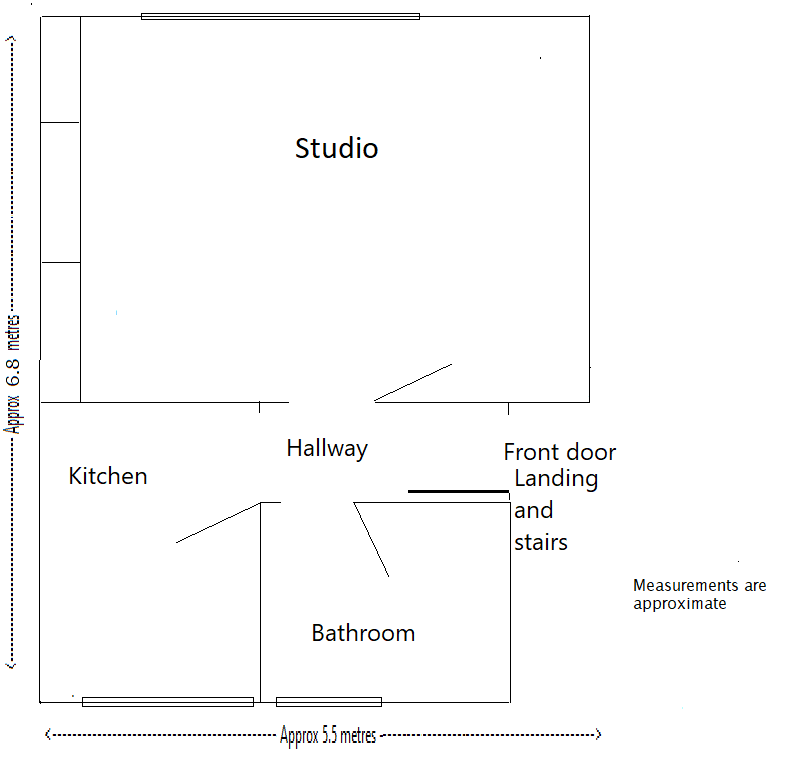 Studio
Approx 6.8 metres
Hallway
Front door
Kitchen
Landing
and
stairs
Measurements are
approximate
Bathroom
Approx 5.5 metres